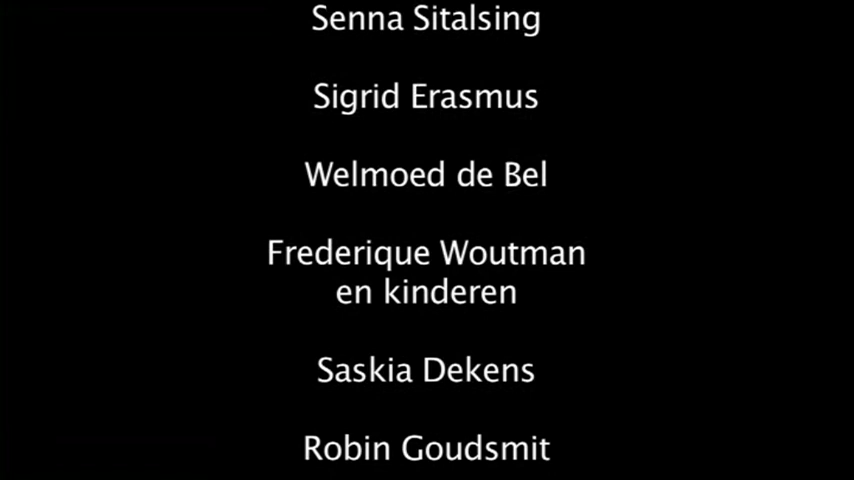 Senna Sitalsing
Sigrid Erasmus
Welmoed de Bel
Frederique Woutman
en kinderen
Saskia Dekens
Robin Goudsmit